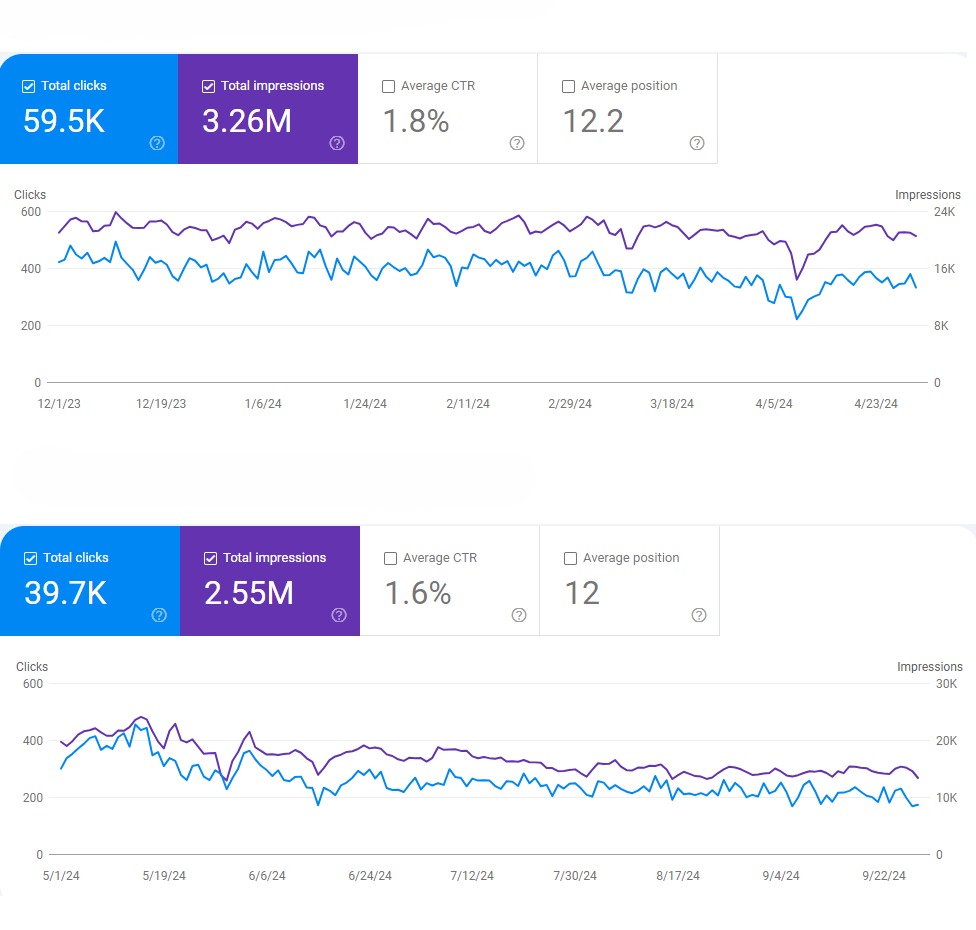 Total clicks Total impressions Average CTR Average position
59.5K 3.26M 1.8% 12.2
Clicks Impressions
600 24K
400 16K
200 8K
0 0
12/1/23 12/19/23 1/6/24 1/24/24 2/11/24 2/29/24 3/18/24 4/5/24 4/23/24
Total clicks Total impressions Average CTR Average position
39.7K 2.55M 1.6% 12
Clicks Impressions
600 30K
400 20K
200 10K
0 0
5/1/24 5/19/24 6/6/24 6/24/24 7/12/24 7/30/24 8/17/24 9/4/24 9/22/24